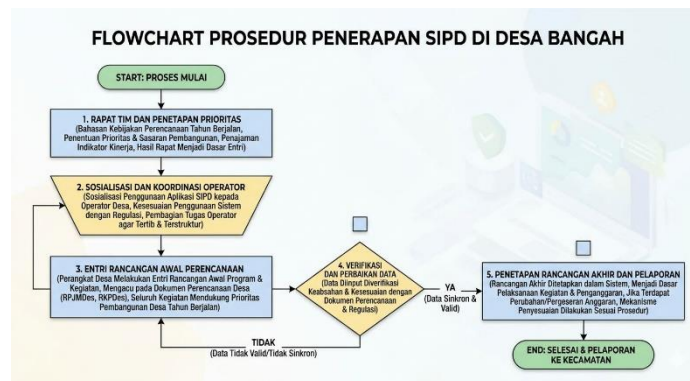 FLOWCHART PROSEDUR PENERAPAN SIPD DI DESA BANGAH
START: PROSES MULAI
1. RAPAT TIM DAN PENETAPAN PRIORITAS
(Bahasan Kebijakan Perencanaan Tahun Berjalan,
Penentuan Prioritas & Sasaran Pembangunan, Penajaman
Indikator Kinerja, Hasil Rapat Menjadi Dasar Entri)
2. SOSIALISASI DAN KOORDINASI OPERATOR
(Sosialisasi Penggunaan Aplikasi SIPD kepada
Operator Desa, Kesesuaian Penggunaan Sistem
dengan Regulasi, Pembagian Tugas Operator
agar Tertib & Terstruktur)
3. ENTRI RANCANGAN AWAL PERENCANAAN
(Perangkat Desa Melakukan Entri Rancangan Awal Program &
Kegiatan, Mengacu pada Dokumen Perencanaan Desa
(RPJMDes, RKPDes), Seluruh Kegiatan Mendukung Prioritas
Pembangunan Desa Tahun Berjalan)
4. VERIFIKASI
DAN PERBAIKAN DATA
(Data Diinput Diverifikasi
Keabsahan & Kesesuaian dengan
Dokumen Perencanaan
& Regulasi)
YA
(Data Sinkron &
Valid)
5. PENETAPAN RANCANGAN AKHIR DAN PELAPORAN
(Rancangan Akhir Ditetapkan dalam Sistem, Menjadi Dasar
Pelaksanaan Kegiatan & Penganggaran, Jika Terdapat
Perubahan/Pergeseran Anggaran, Mekanisme
Penyesuaian Dilakukan Sesuai Prosedur)
TIDAK
(Data Tidak Valid/Tidak Sinkron)
END: SELESAI & PELAPORAN
KE KECAMATAN